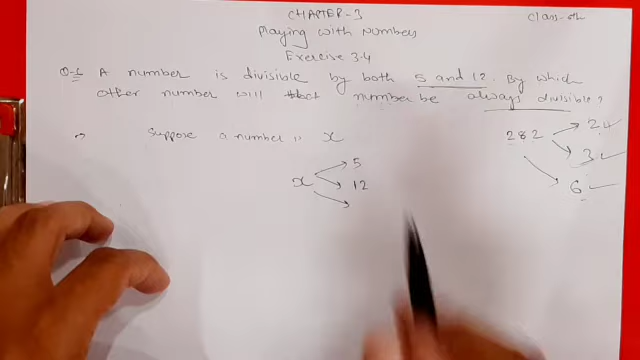 CHAPTER-3
Class-6th
Playing with Numbers
Exercise 3.4
Q-6 A number is divisible by both 5 and 12. By which
other number will that number be always divisible?
Suppose a number is x
282 2 ✓
3 ✓
6 ✓
x 5
12